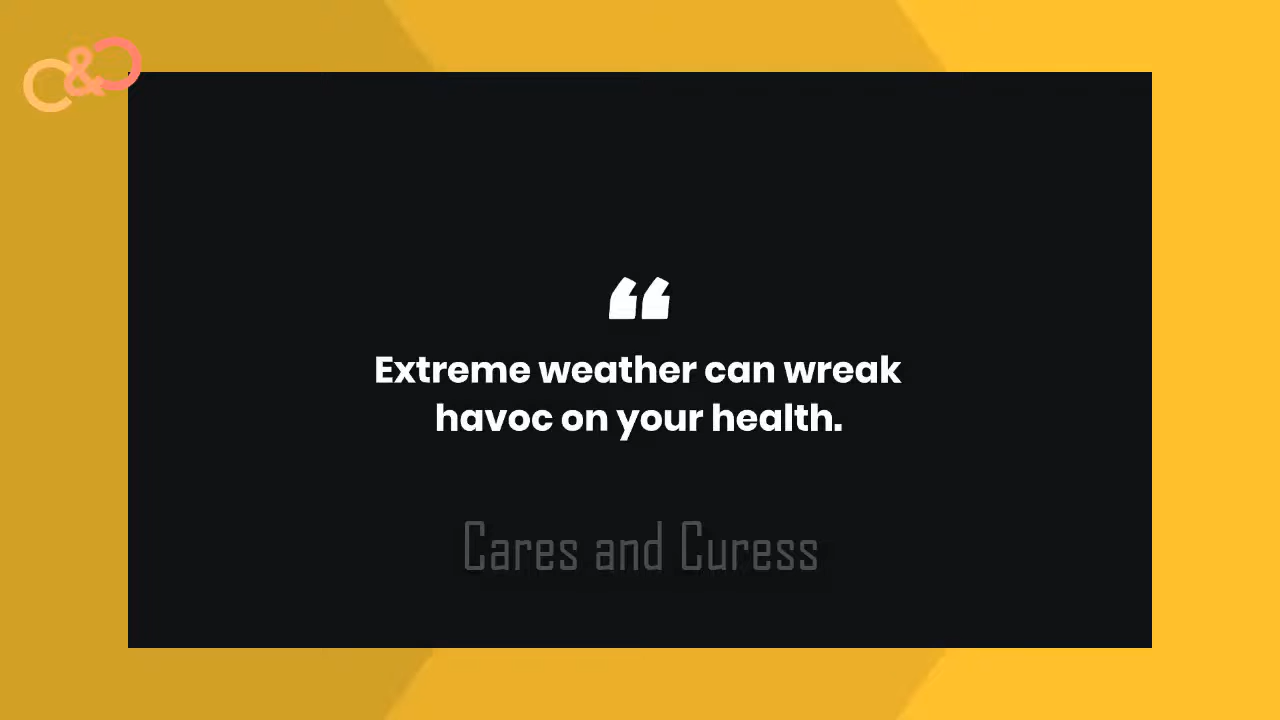 C&C
“
Extreme weather can wreak
havoc on your health.
Cares and Curess